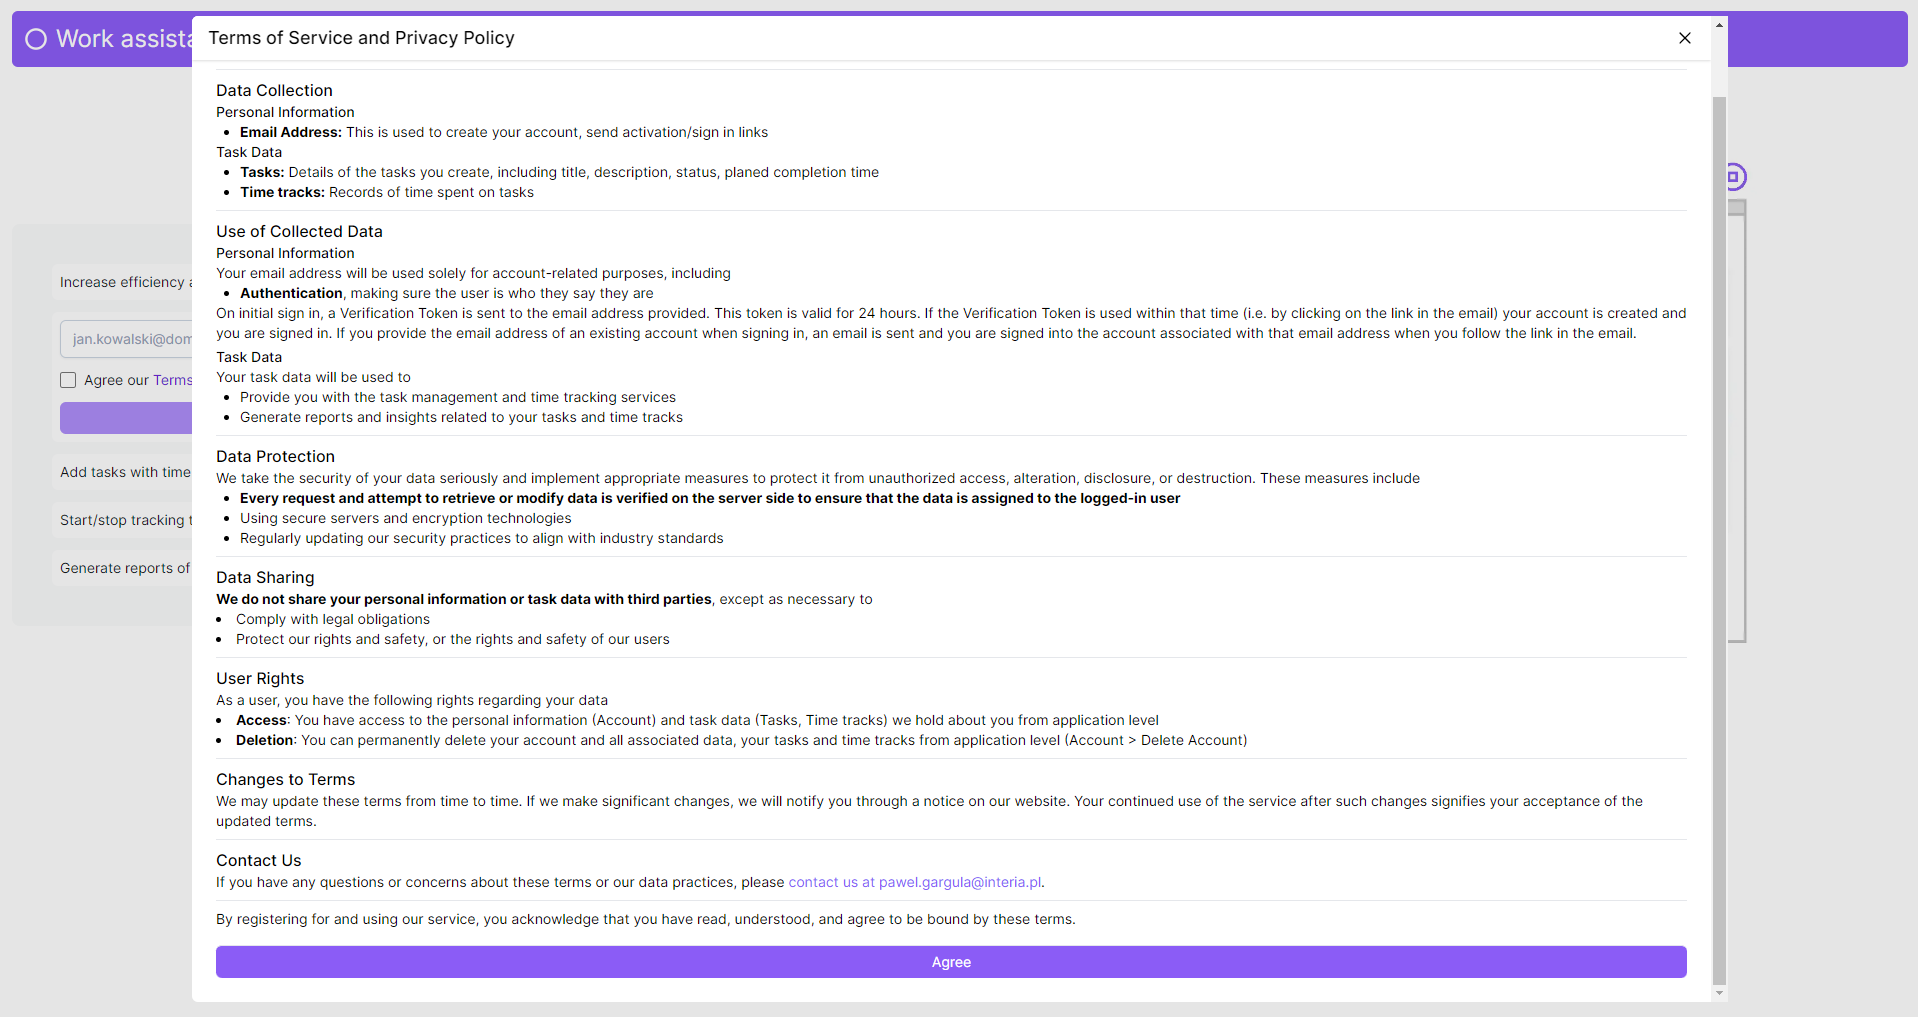 Work assista
Terms of Service and Privacy Policy
Data Collection
Personal Information
Email Address: This is used to create your account, send activation/sign in links
Task Data
Tasks: Details of the tasks you create, including title, description, status, planed completion time
Time tracks: Records of time spent on tasks
Use of Collected Data
Personal Information
Your email address will be used solely for account-related purposes, including
Authentication, making sure the user is who they say they are
On initial sign in, a Verification Token is sent to the email address provided. This token is valid for 24 hours. If the Verification Token is used within that time (i.e. by clicking on the link in the email) your account is created and
you are signed in. If you provide the email address of an existing account when signing in, an email is sent and you are signed into the account associated with that email address when you follow the link in the email.
Task Data
Your task data will be used to
Provide you with the task management and time tracking services
Generate reports and insights related to your tasks and time tracks
Data Protection
We take the security of your data seriously and implement appropriate measures to protect it from unauthorized access, alteration, disclosure, or destruction. These measures include
Every request and attempt to retrieve or modify data is verified on the server side to ensure that the data is assigned to the logged-in user
Using secure servers and encryption technologies
Regularly updating our security practices to align with industry standards
Data Sharing
We do not share your personal information or task data with third parties, except as necessary to
Comply with legal obligations
Protect our rights and safety, or the rights and safety of our users
User Rights
As a user, you have the following rights regarding your data
Access: You have access to the personal information (Account) and task data (Tasks, Time tracks) we hold about you from application level
Deletion: You can permanently delete your account and all associated data, your tasks and time tracks from application level (Account > Delete Account)
Changes to Terms
We may update these terms from time to time. If we make significant changes, we will notify you through a notice on our website. Your continued use of the service after such changes signifies your acceptance of the
updated terms.
Contact Us
If you have any questions or concerns about these terms or our data practices, please contact us at pawel.gargula@interia.pl.
By registering for and using our service, you acknowledge that you have read, understood, and agree to be bound by these terms.
Agree
Increase efficiency a
jan.kowalski@dom
Agree our Terms
Add tasks with time
Start/stop tracking t
Generate reports of